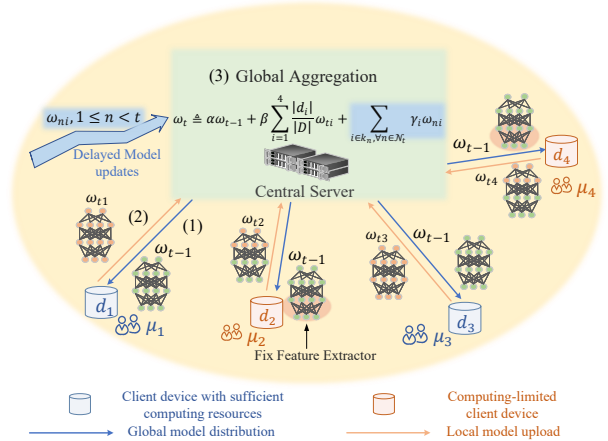 (3) Global Aggregation
ω_{ni}, 1 ≤ n < t
ω_t ≜ αω_{t−1} + β ∑_{i=1}^{4} |d_i|/|D| ω_{ti} + ∑_{i∈k_n,∀n∈𝒩_t} γ_i ω_{ni}
Delayed Model
updates
Central Server
ω_{t−1}
d_4
ω_{t4}
μ_4
ω_{t1}
(2)
(1)
ω_{t−1}
d_1
μ_1
ω_{t2}
ω_{t−1}
d_2
μ_2
Fix Feature Extractor
ω_{t3}
ω_{t−1}
d_3
μ_3
Client device with sufficient
computing resources
Computing-limited
client device
Global model distribution
Local model upload